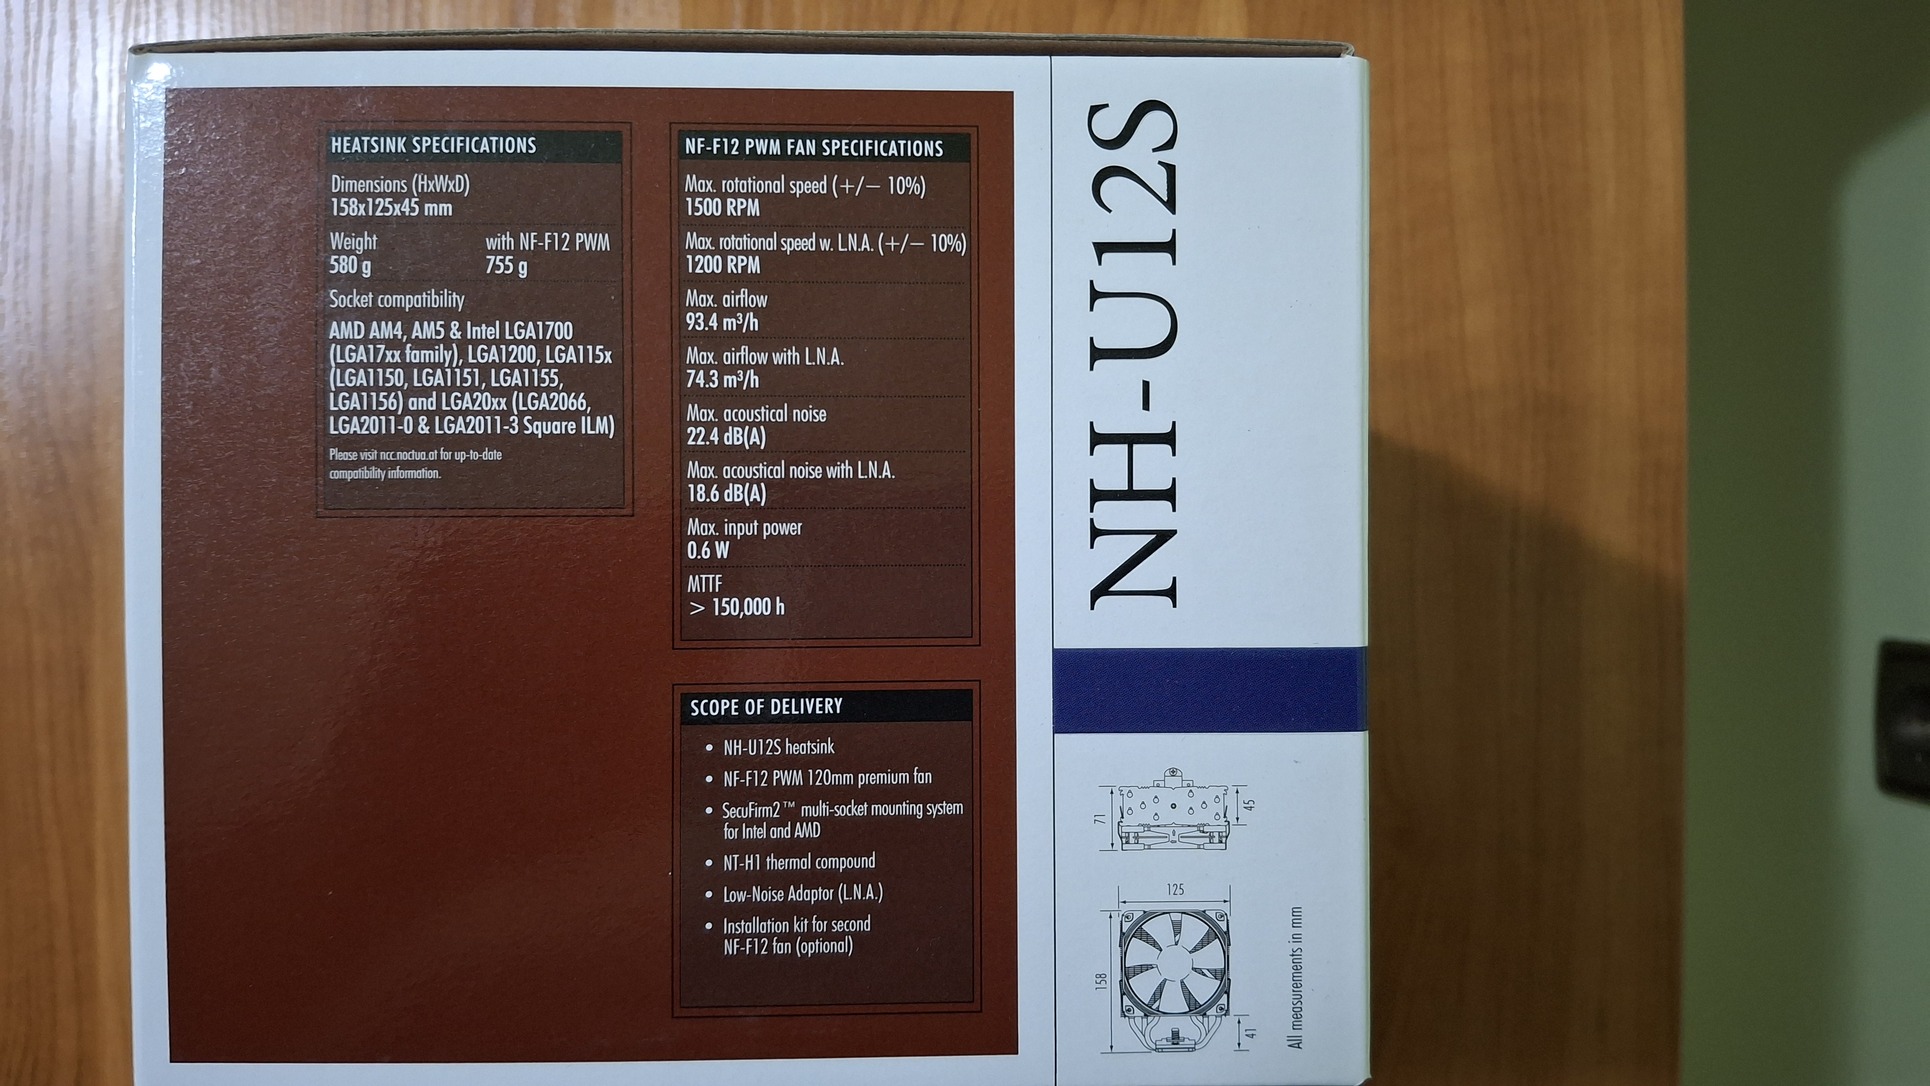 HEATSINK SPECIFICATIONS
Dimensions (HxWxD)
158x125x45 mm
Weight with NF-F12 PWM
580 g 755 g
Socket compatibility
AMD AM4, AM5 & Intel LGA1700
(LGA17xx family), LGA1200, LGA115x
(LGA1150, LGA1151, LGA1155,
LGA1156) and LGA20xx (LGA2066,
LGA2011-0 & LGA2011-3 Square ILM)
Please visit ncc.noctua.at for up-to-date
compatibility information.
NF-F12 PWM FAN SPECIFICATIONS
Max. rotational speed (+/− 10%)
1500 RPM
Max. rotational speed w. L.N.A. (+/− 10%)
1200 RPM
Max. airflow
93.4 m³/h
Max. airflow with L.N.A.
74.3 m³/h
Max. acoustical noise
22.4 dB(A)
Max. acoustical noise with L.N.A.
18.6 dB(A)
Max. input power
0.6 W
MTTF
> 150,000 h
SCOPE OF DELIVERY
• NH-U12S heatsink
• NF-F12 PWM 120mm premium fan
• SecuFirm2™ multi-socket mounting system
for Intel and AMD
• NT-H1 thermal compound
• Low-Noise Adaptor (L.N.A.)
• Installation kit for second
NF-F12 fan (optional)
NH-U12S
71
45
125
158
41
All measurements in mm